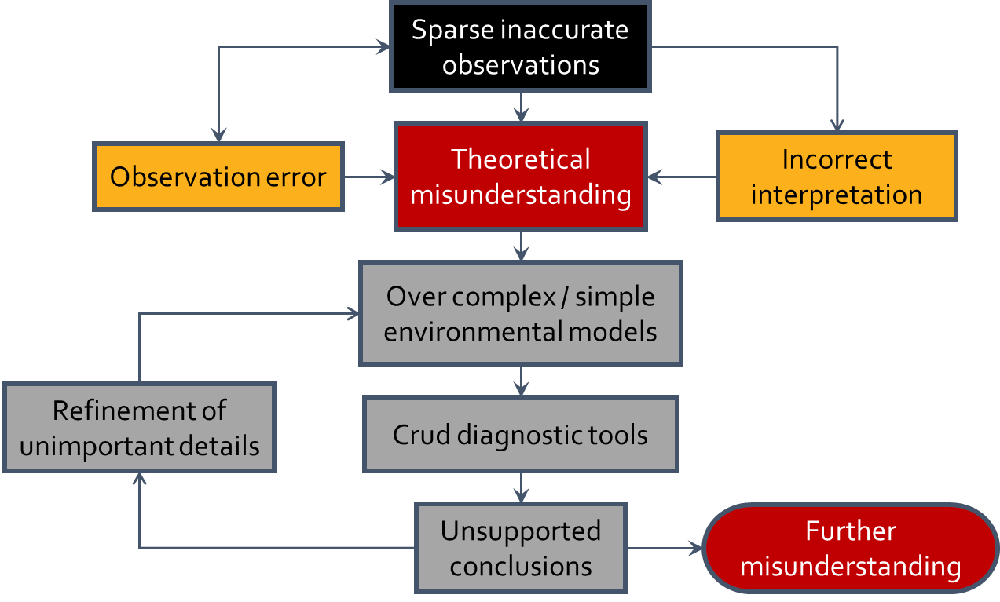 Sparse inaccurate
observations
Observation error
Theoretical
misunderstanding
Incorrect
interpretation
Over complex / simple
environmental models
Refinement of
unimportant details
Crud diagnostic tools
Unsupported
conclusions
Further
misunderstanding